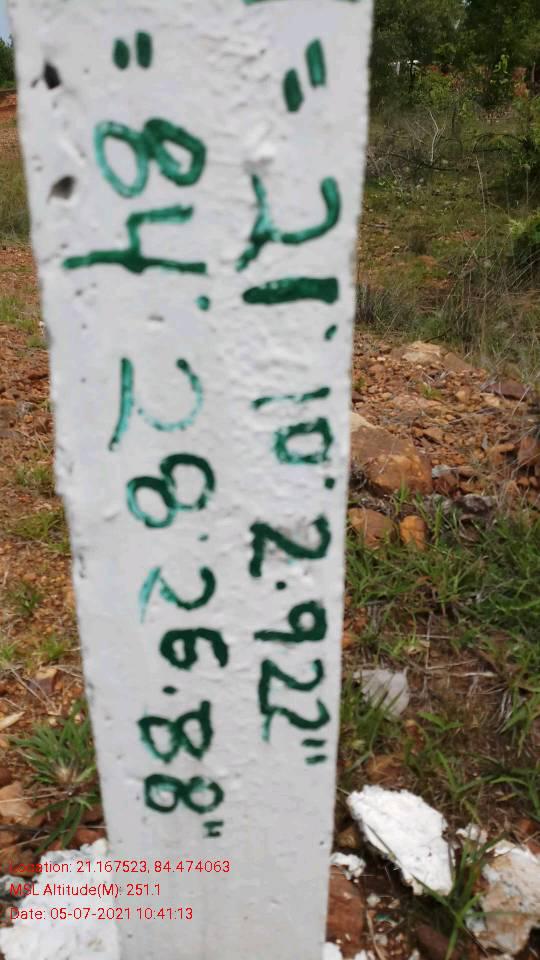 " 21. 10. 2.922"
" 84. 28. 26.88"
Location: 21.167523, 84.474063
MSL Altitude(M): 251.1
Date: 05-07-2021 10:41:13